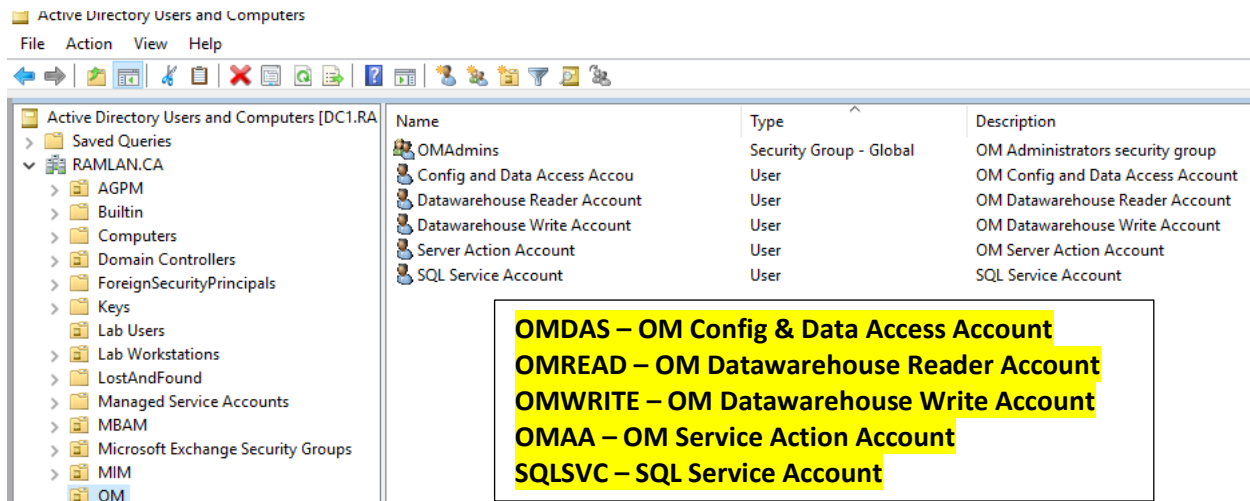 Active Directory Users and Computers
File Action View Help
Active Directory Users and Computers [DC1.RA
Saved Queries
RAMLAN.CA
AGPM
Builtin
Computers
Domain Controllers
ForeignSecurityPrincipals
Keys
Lab Users
Lab Workstations
LostAndFound
Managed Service Accounts
MBAM
Microsoft Exchange Security Groups
MIM
OM
Name Type Description
OMAdmins Security Group - Global OM Administrators security group
Config and Data Access Accou User OM Config and Data Access Account
Datawarehouse Reader Account User OM Datawarehouse Reader Account
Datawarehouse Write Account User OM Datawarehouse Write Account
Server Action Account User OM Server Action Account
SQL Service Account User SQL Service Account
OMDAS – OM Config & Data Access Account
OMREAD – OM Datawarehouse Reader Account
OMWRITE – OM Datawarehouse Write Account
OMAA – OM Service Action Account
SQLSVC – SQL Service Account